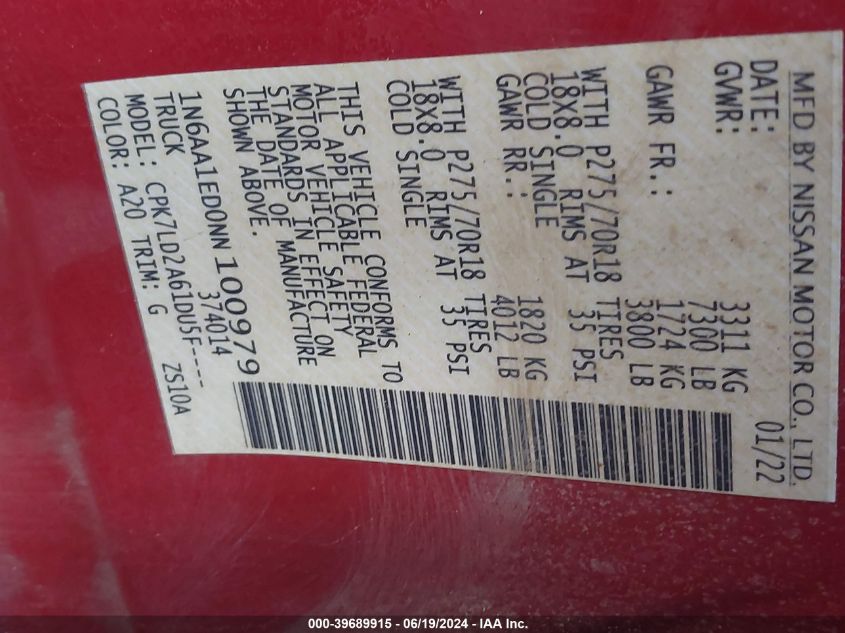 MFD BY NISSAN MOTOR CO., LTD.
DATE: 01/22
GVWR: 3311 KG
7300 LB
GAWR FR.: 1724 KG
3800 LB
WITH P275/70R18 TIRES
18X8.0 RIMS AT 35 PSI
COLD SINGLE
GAWR RR.: 1820 KG
4012 LB
WITH P275/70R18 TIRES
18X8.0 RIMS AT 35 PSI
COLD SINGLE
THIS VEHICLE CONFORMS TO
ALL APPLICABLE FEDERAL
MOTOR VEHICLE SAFETY
STANDARDS IN EFFECT ON
THE DATE OF MANUFACTURE
SHOWN ABOVE.
1N6AA1ED0NN100979
TRUCK 374014
MODEL: CPK7LD2A61DU5F----
COLOR: A20 TRIM: G ZS10A
000-39689915 - 06/19/2024 - IAA Inc.